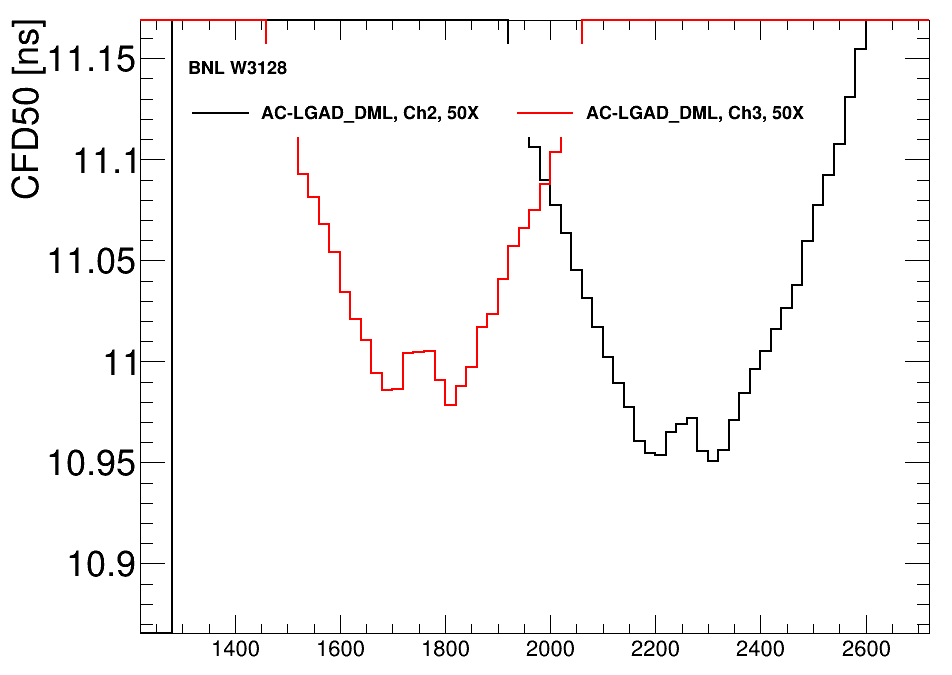 CFD50 [ns]
11.15
BNL W3128
AC-LGAD_DML, Ch2, 50X AC-LGAD_DML, Ch3, 50X
11.1
11.05
11
10.95
10.9
1400 1600 1800 2000 2200 2400 2600